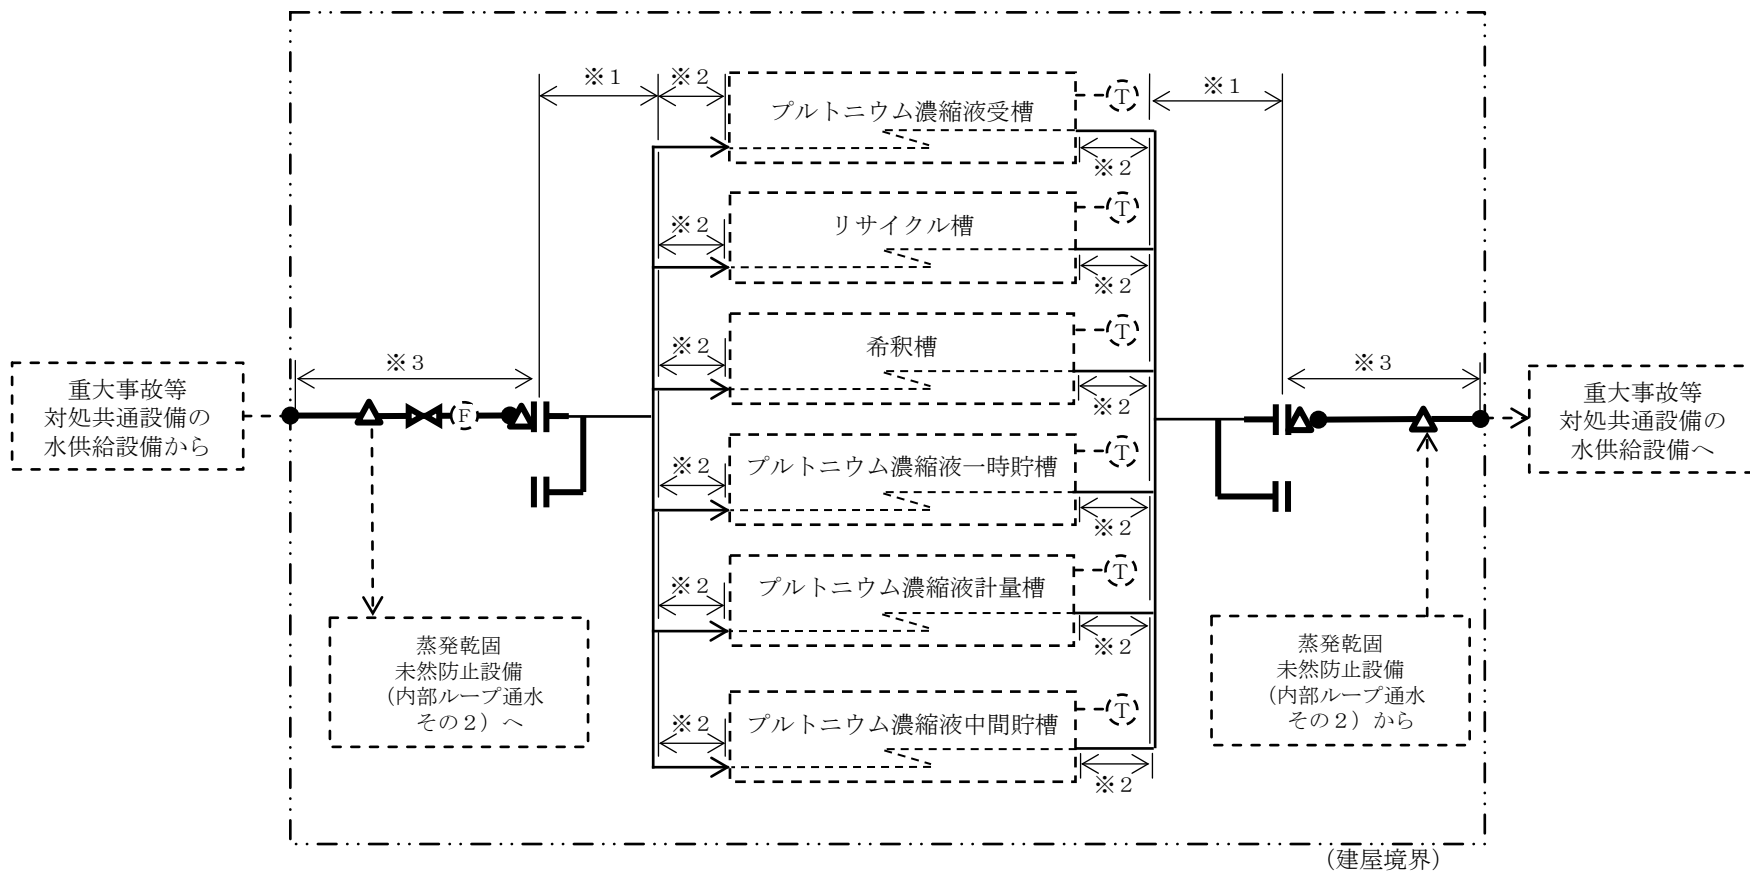 ※１
※２
プルトニウム濃縮液受槽
T
※１
※２
※２
リサイクル槽
T
※２
※２
希釈槽
T
※２
※３
※３
重大事故等
対処共通設備の
水供給設備から
F
重大事故等
対処共通設備の
水供給設備へ
※２
プルトニウム濃縮液一時貯槽
T
※２
※２
プルトニウム濃縮液計量槽
T
※２
蒸発乾固
未然防止設備
（内部ループ通水
その２）へ
蒸発乾固
未然防止設備
（内部ループ通水
その２）から
※２
プルトニウム濃縮液中間貯槽
T
※２
（建屋境界）